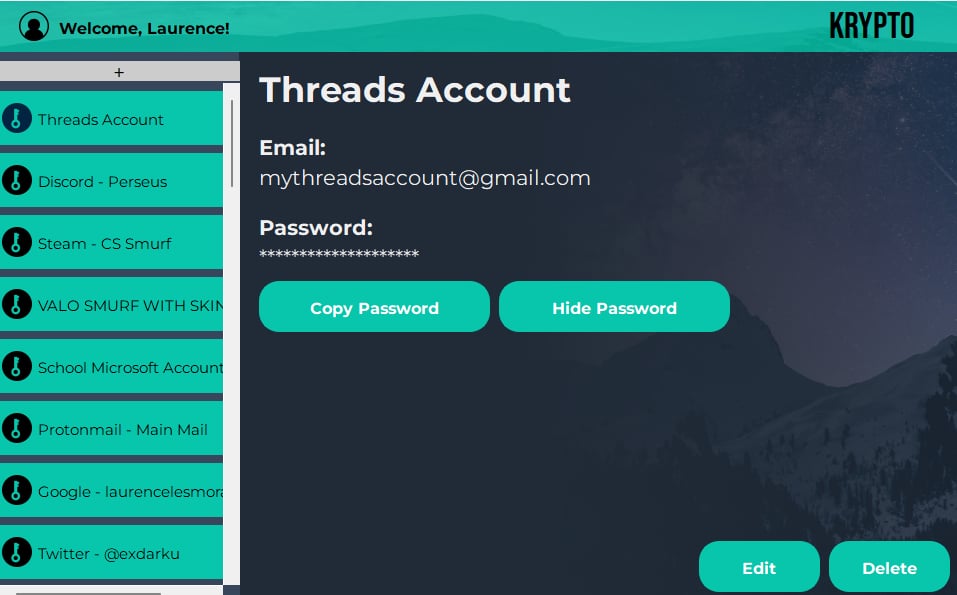 Welcome, Laurence!
KRYPTO
+
Threads Account
Discord - Perseus
Steam - CS Smurf
VALO SMURF WITH SKIN
School Microsoft Account
Protonmail - Main Mail
Google - laurencelesmora
Twitter - @exdarku
Threads Account
Email:
mythreadsaccount@gmail.com
Password:
********************
Copy Password
Hide Password
Edit
Delete